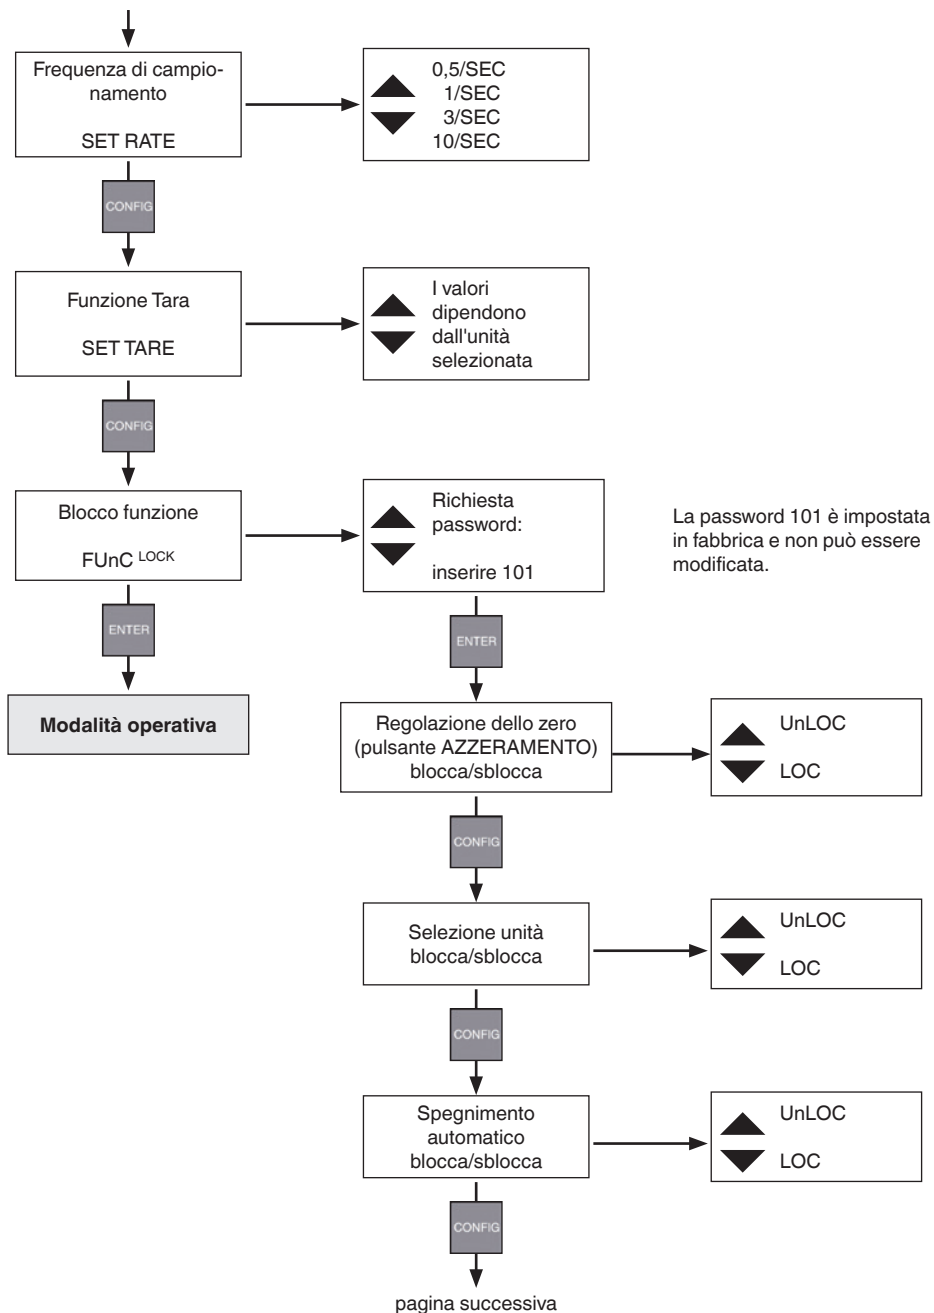 Frequenza di campio-
namento
SET RATE
0,5/SEC
1/SEC
3/SEC
10/SEC
CONFIG
Funzione Tara
SET TARE
I valori
dipendono
dall'unità
selezionata
CONFIG
Blocco funzione
FUnC LOCK
Richiesta
password:
inserire 101
La password 101 è impostata
in fabbrica e non può essere
modificata.
ENTER
ENTER
Modalità operativa
Regolazione dello zero
(pulsante AZZERAMENTO)
blocca/sblocca
UnLOC
LOC
CONFIG
Selezione unità
blocca/sblocca
UnLOC
LOC
CONFIG
Spegnimento
automatico
blocca/sblocca
UnLOC
LOC
CONFIG
pagina successiva